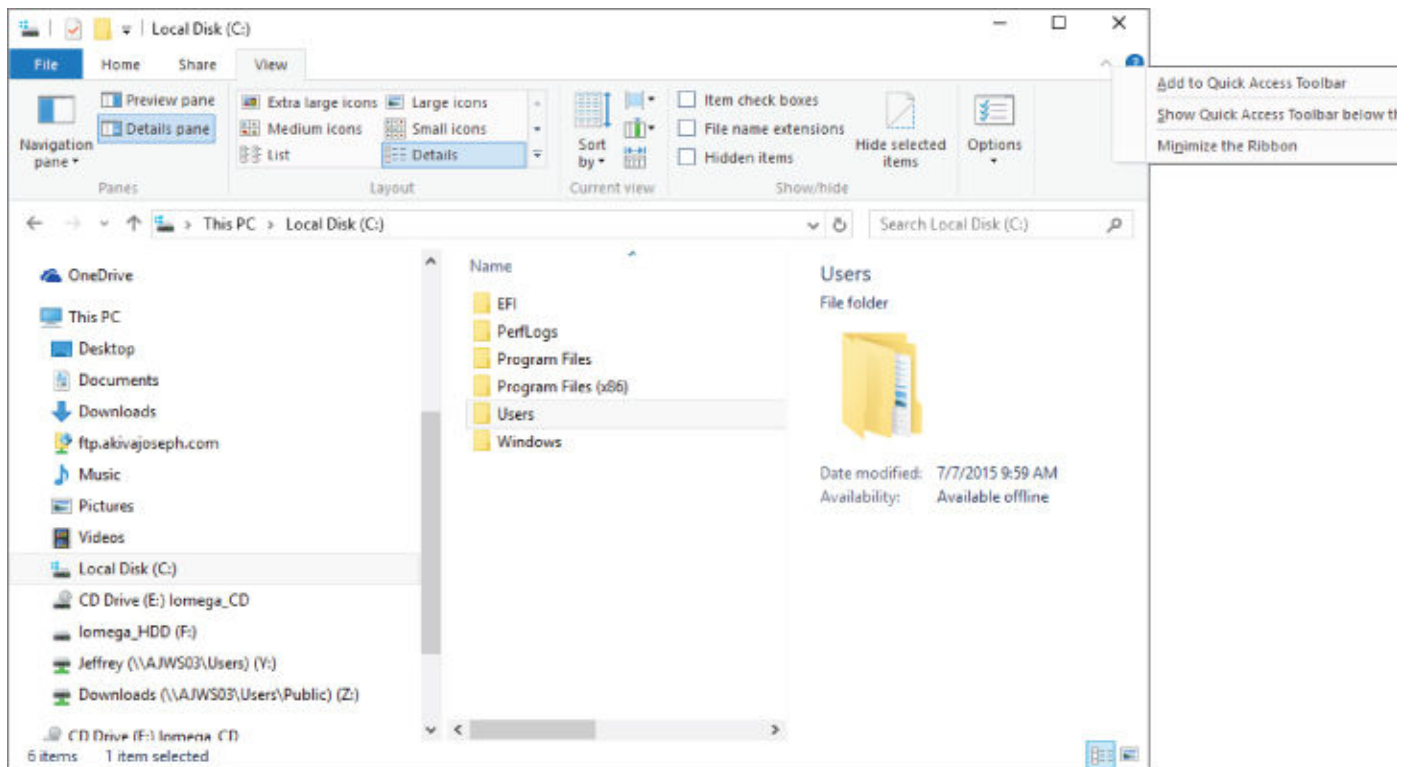 Local Disk (C:)
File Home Share View
Add to Quick Access Toolbar
Show Quick Access Toolbar below
Minimize the Ribbon
Navigation pane
Preview pane
Details pane
Panes
Extra large icons Large icons
Medium icons Small icons
List Details
Layout
Sort by
Current view
Item check boxes
File name extensions
Hidden items
Hide selected items
Show/hide
Options
This PC > Local Disk (C:)
Search Local Disk (C:)
OneDrive
This PC
Desktop
Documents
Downloads
ftp.akivajoseph.com
Music
Pictures
Videos
Local Disk (C:)
CD Drive (E:) Iomega_CD
Iomega_HDD (F:)
Jeffrey (\\AJWS03\Users) (Y:)
Downloads (\\AJWS03\Users\Public) (Z:)
CD Drive (E:) Iomega_CD
Name
EFI
PerfLogs
Program Files
Program Files (x86)
Users
Windows
Users
File folder
Date modified: 7/7/2015 9:59 AM
Availability: Available offline
6 items 1 item selected